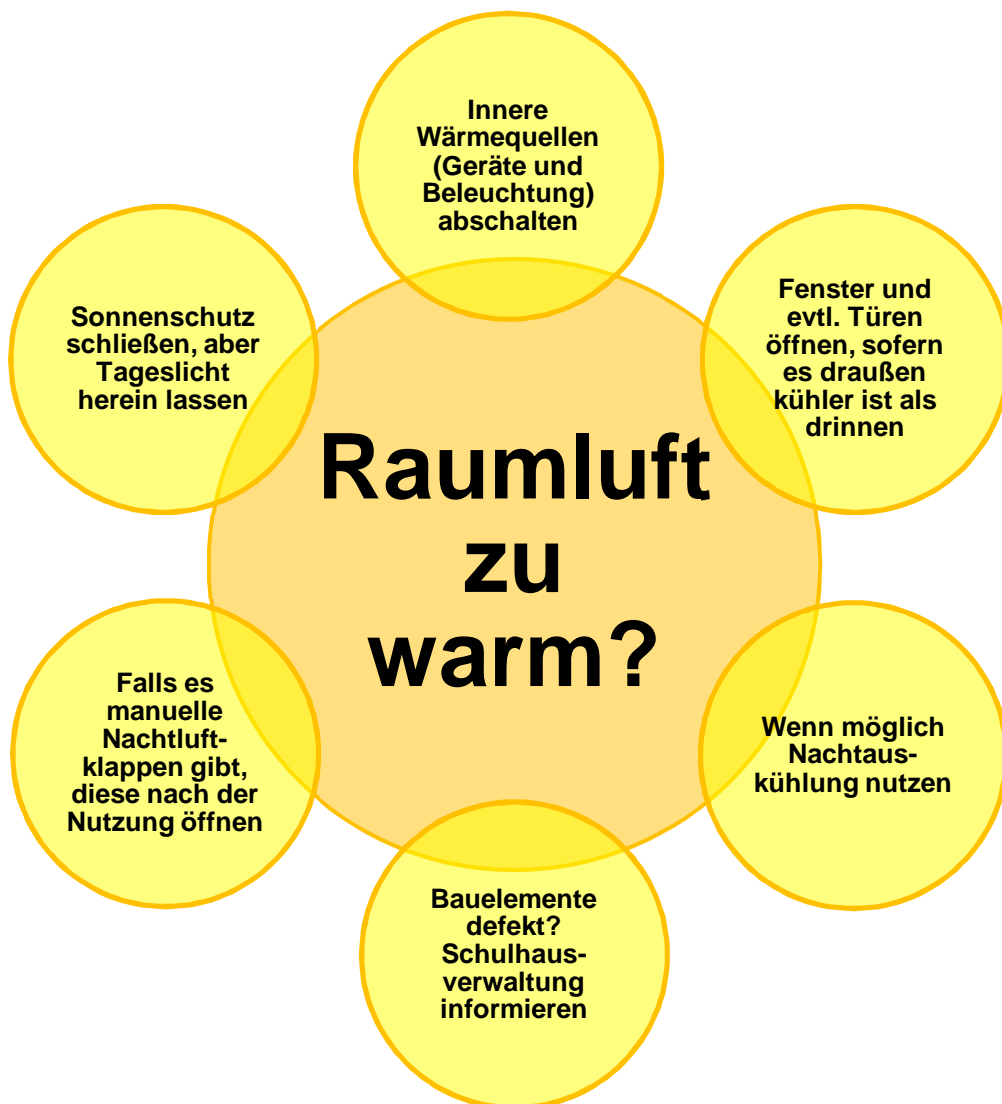 Innere
Wärmequellen
(Geräte und
Beleuchtung)
abschalten
Fenster und
evtl. Türen
öffnen, sofern
es draußen
kühler ist als
drinnen
Sonnenschutz
schließen, aber
Tageslicht
herein lassen
Raumluft
zu
warm?
Falls es
manuelle
Nachtluft-
klappen gibt,
diese nach der
Nutzung öffnen
Wenn möglich
Nachtaus-
kühlung nutzen
Bauelemente
defekt?
Schulhaus-
verwaltung
informieren